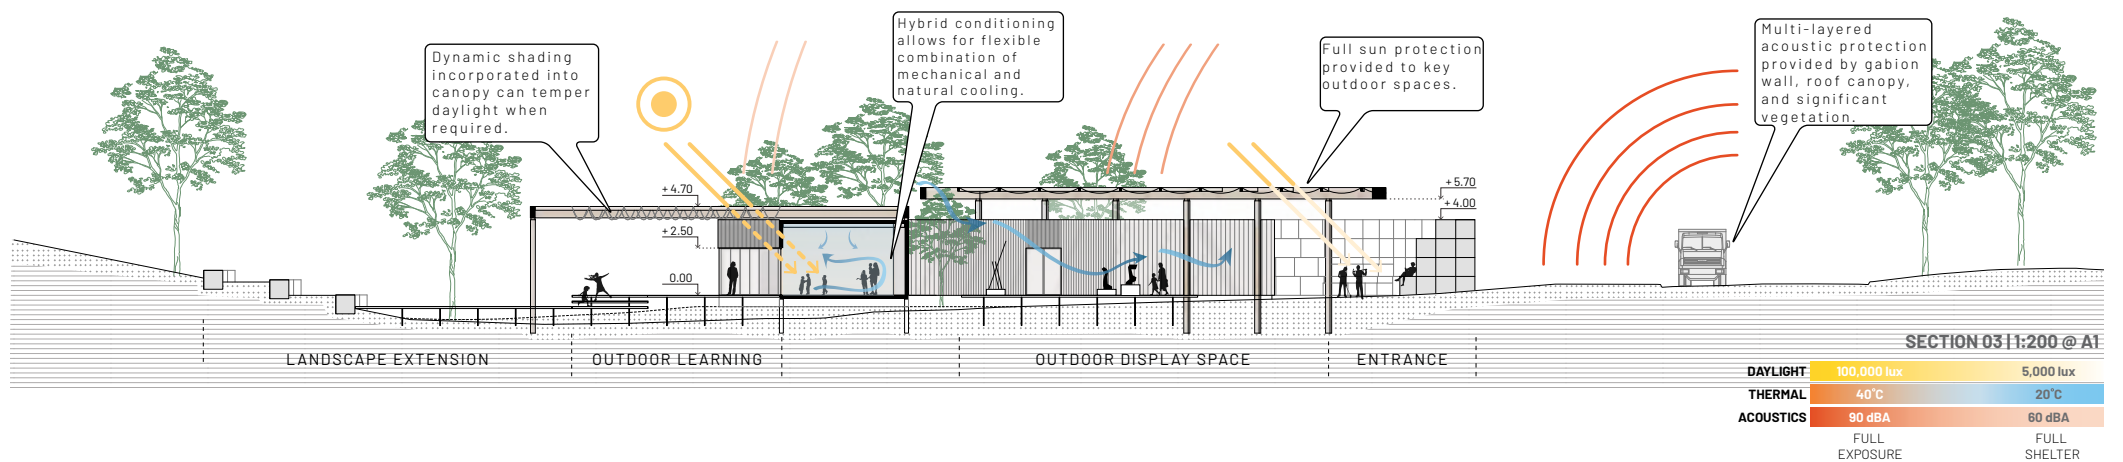 Dynamic shading
incorporated into
canopy can temper
daylight when
required.
Hybrid conditioning
allows for flexible
combination of
mechanical and
natural cooling.
Full sun protection
provided to key
outdoor spaces.
Multi-layered
acoustic protection
provided by gabion
wall, roof canopy,
and significant
vegetation.
+ 4.70
+ 2.50
0.00
+ 5.70
+ 4.00
LANDSCAPE EXTENSION
OUTDOOR LEARNING
OUTDOOR DISPLAY SPACE
ENTRANCE
SECTION 03 | 1:200 @ A1
DAYLIGHT 100,000 lux 5,000 lux
THERMAL 40°C 20°C
ACOUSTICS 90 dBA 60 dBA
FULL
EXPOSURE
FULL
SHELTER